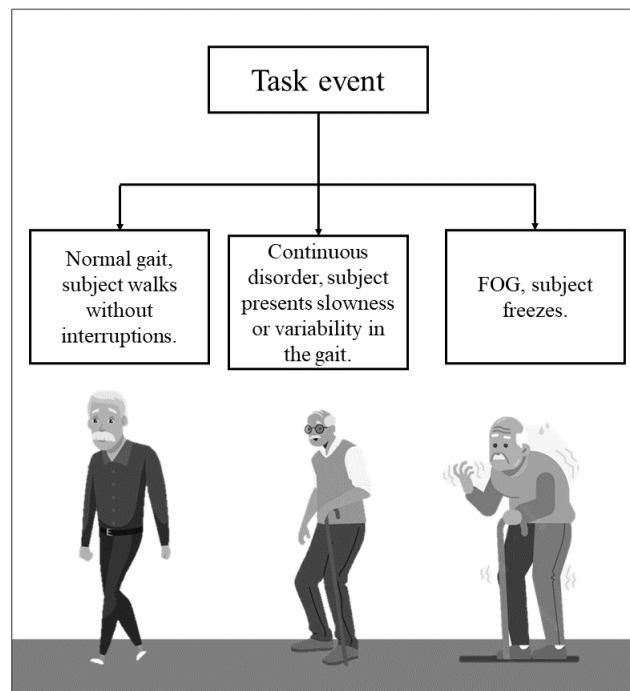 Task event
Normal gait,
subject walks
without
interruptions.
Continuous
disorder, subject
presents slowness
or variability in
the gait.
FOG, subject
freezes.